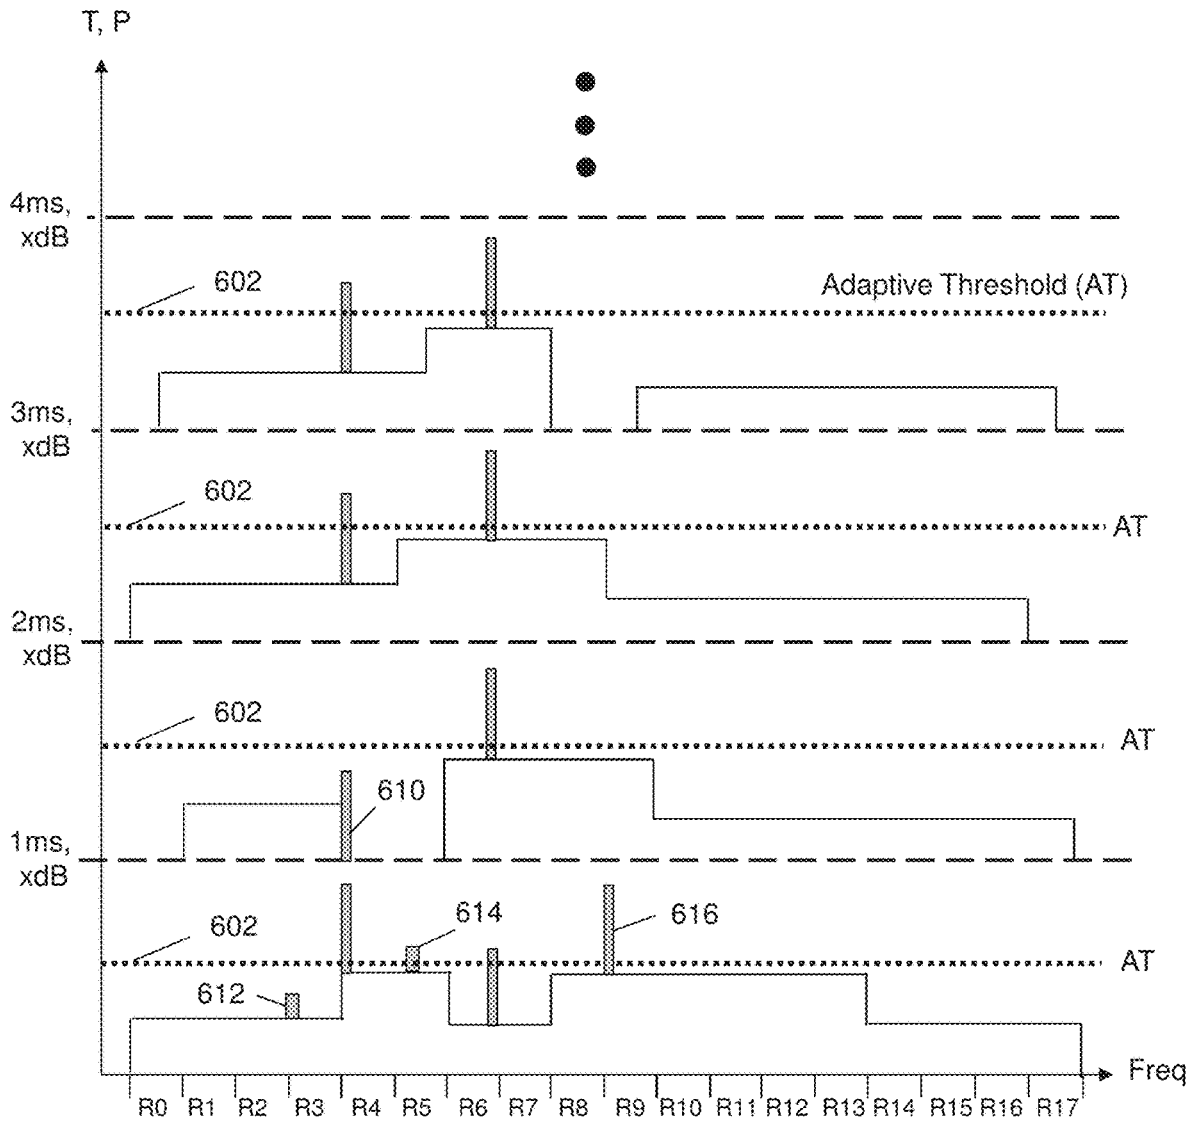 T, P
4ms,
xdB
602
Adaptive Threshold (AT)
3ms,
xdB
602
AT
2ms,
xdB
602
AT
610
1ms,
xdB
614
616
602
AT
612
Freq
R0 R1 R2 R3 R4 R5 R6 R7 R8 R9 R10 R11 R12 R13 R14 R15 R16 R17